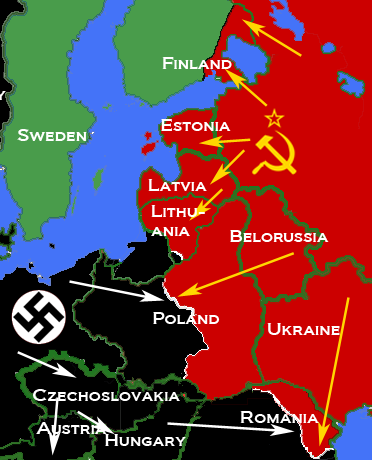 Finland
Sweden
Estonia
Latvia
Lithu-
ania
Belorussia
Poland
Ukraine
Czechoslovakia
Romania
Austria
Hungary